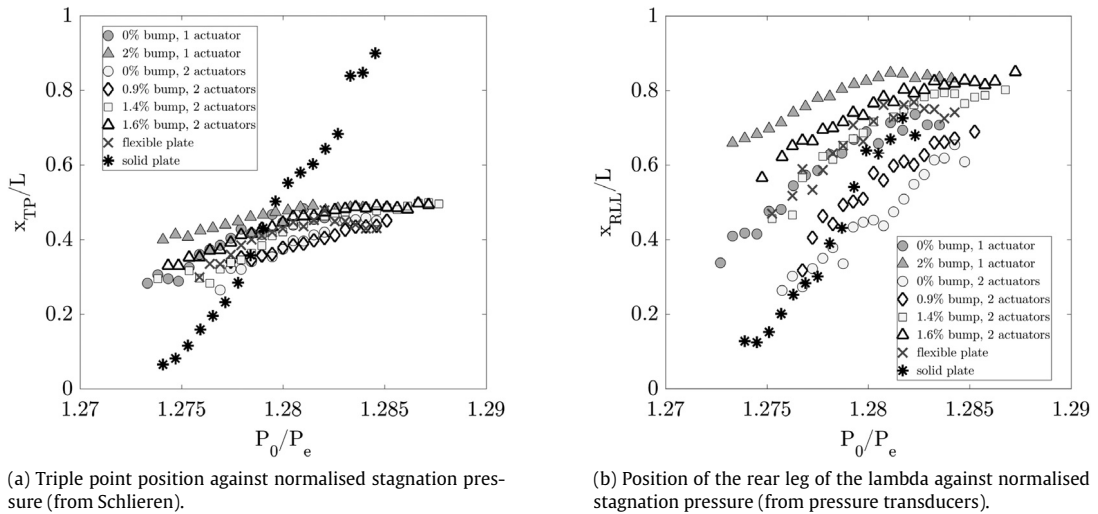 1
0.8
0.6
0.4
0.2
0
x_TP/L
0% bump, 1 actuator
2% bump, 1 actuator
0% bump, 2 actuators
0.9% bump, 2 actuators
1.4% bump, 2 actuators
1.6% bump, 2 actuators
flexible plate
solid plate
1.27 1.275 1.28 1.285 1.29
P_0/P_e
(a) Triple point position against normalised stagnation pres-
sure (from Schlieren).
1
0.8
0.6
0.4
0.2
0
x_RLL/L
0% bump, 1 actuator
2% bump, 1 actuator
0% bump, 2 actuators
0.9% bump, 2 actuators
1.4% bump, 2 actuators
1.6% bump, 2 actuators
flexible plate
solid plate
1.27 1.275 1.28 1.285 1.29
P_0/P_e
(b) Position of the rear leg of the lambda against normalised
stagnation pressure (from pressure transducers).